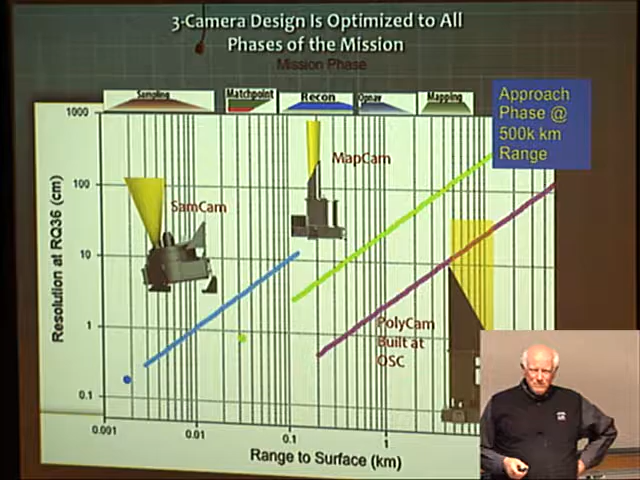 3-Camera Design Is Optimized to All
Phases of the Mission
Mission Phase
Sampling
Matchpoint
Recon
Opnav
Mapping
Approach
Phase @
500k km
Range
1000
100
10
1
0.1
Resolution at RQ36 (cm)
SamCam
MapCam
PolyCam
Built at
OSC
0.001
0.01
0.1
1
Range to Surface (km)